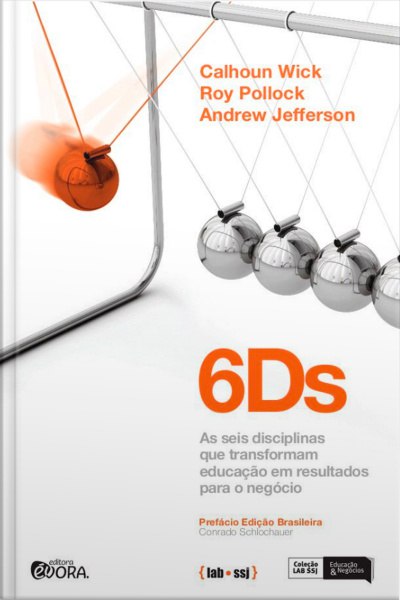 Calhoun Wick
Roy Pollock
Andrew Jefferson
6Ds
As seis disciplinas
que transformam
educação em resultados
para o negócio
Prefácio Edição Brasileira
Conrado Schlochauer
editora
evORA.
{ lab • ssj }
Coleção
LAB SSJ
Educação
& Negócios